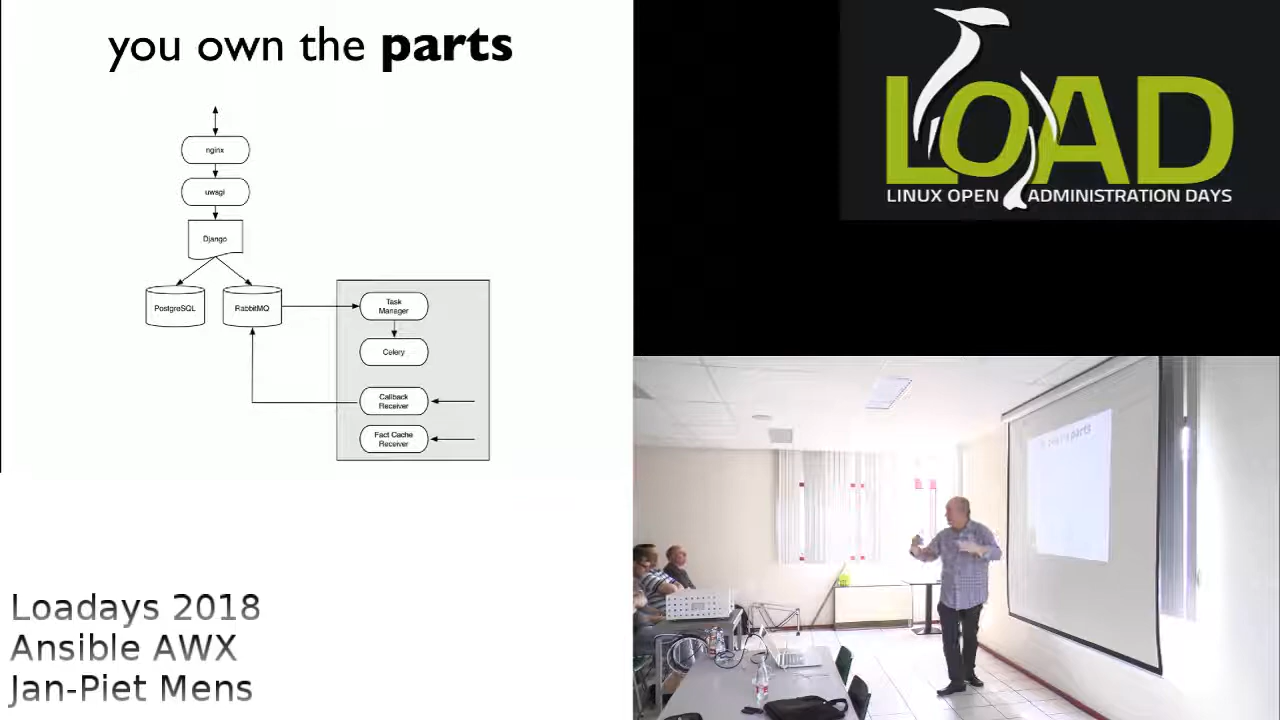 you own the parts
nginx
uwsgi
Django
PostgreSQL
RabbitMQ
Task
Manager
Celery
Callback
Receiver
Fact Cache
Receiver
LOAD
LINUX OPEN ADMINISTRATION DAYS
parts
Loadays 2018
Ansible AWX
Jan-Piet Mens